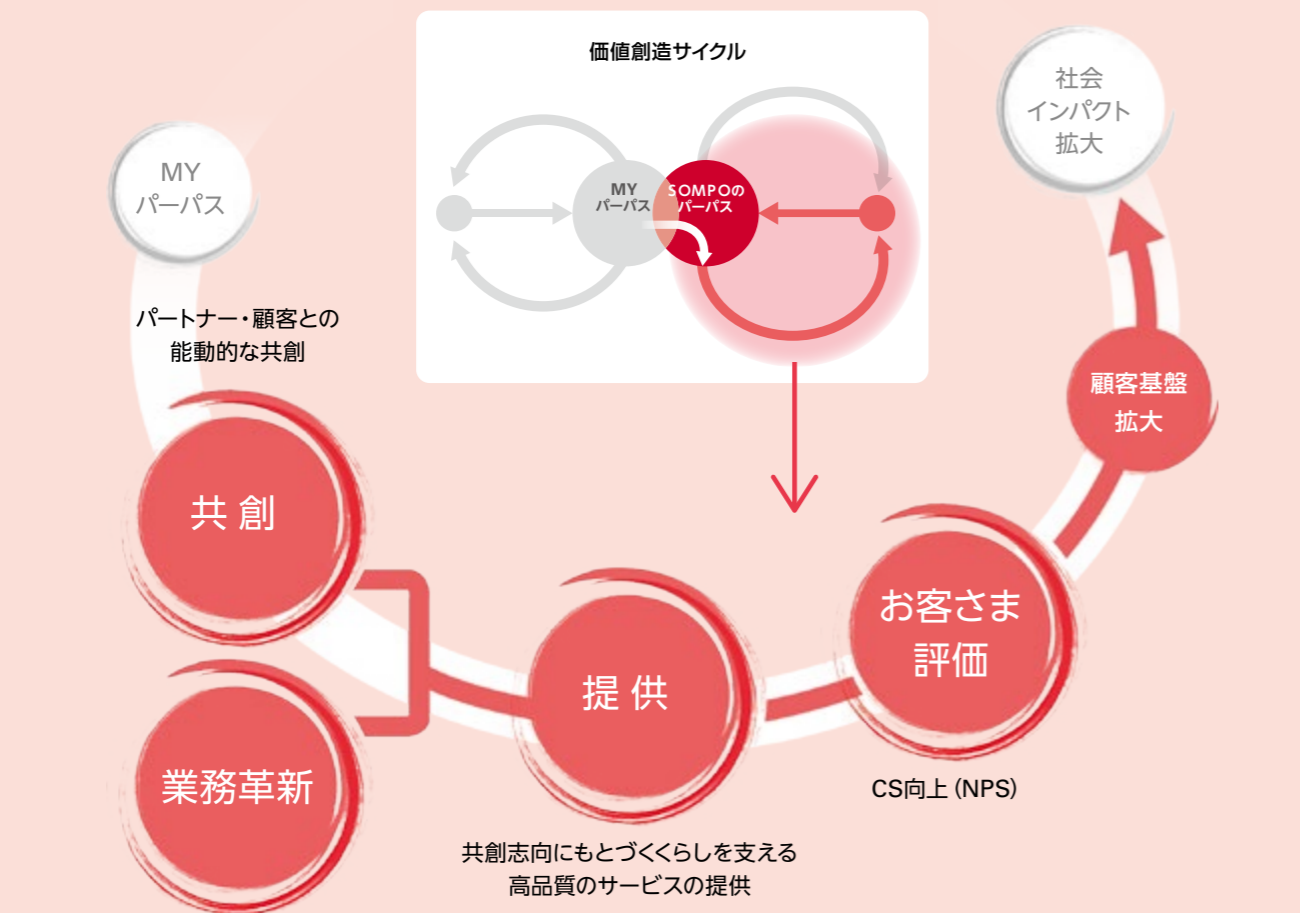 価値創造サイクル
MY
パーパス
SOMPOの
パーパス
社会
インパクト
拡大
MY
パーパス
パートナー・顧客との
能動的な共創
顧客基盤
拡大
共創
お客さま
評価
提供
業務革新
CS向上（NPS）
共創志向にもとづくくらしを支える
高品質のサービスの提供